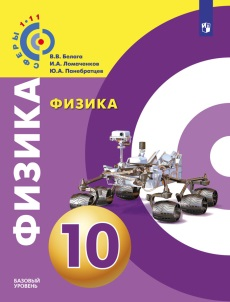 СФЕРЫ 1-11
В.В. Белага
И.А. Ломаченков
Ю.А. Панебратцев
ФИЗИКА
ФИЗИКА
10
БАЗОВЫЙ
УРОВЕНЬ